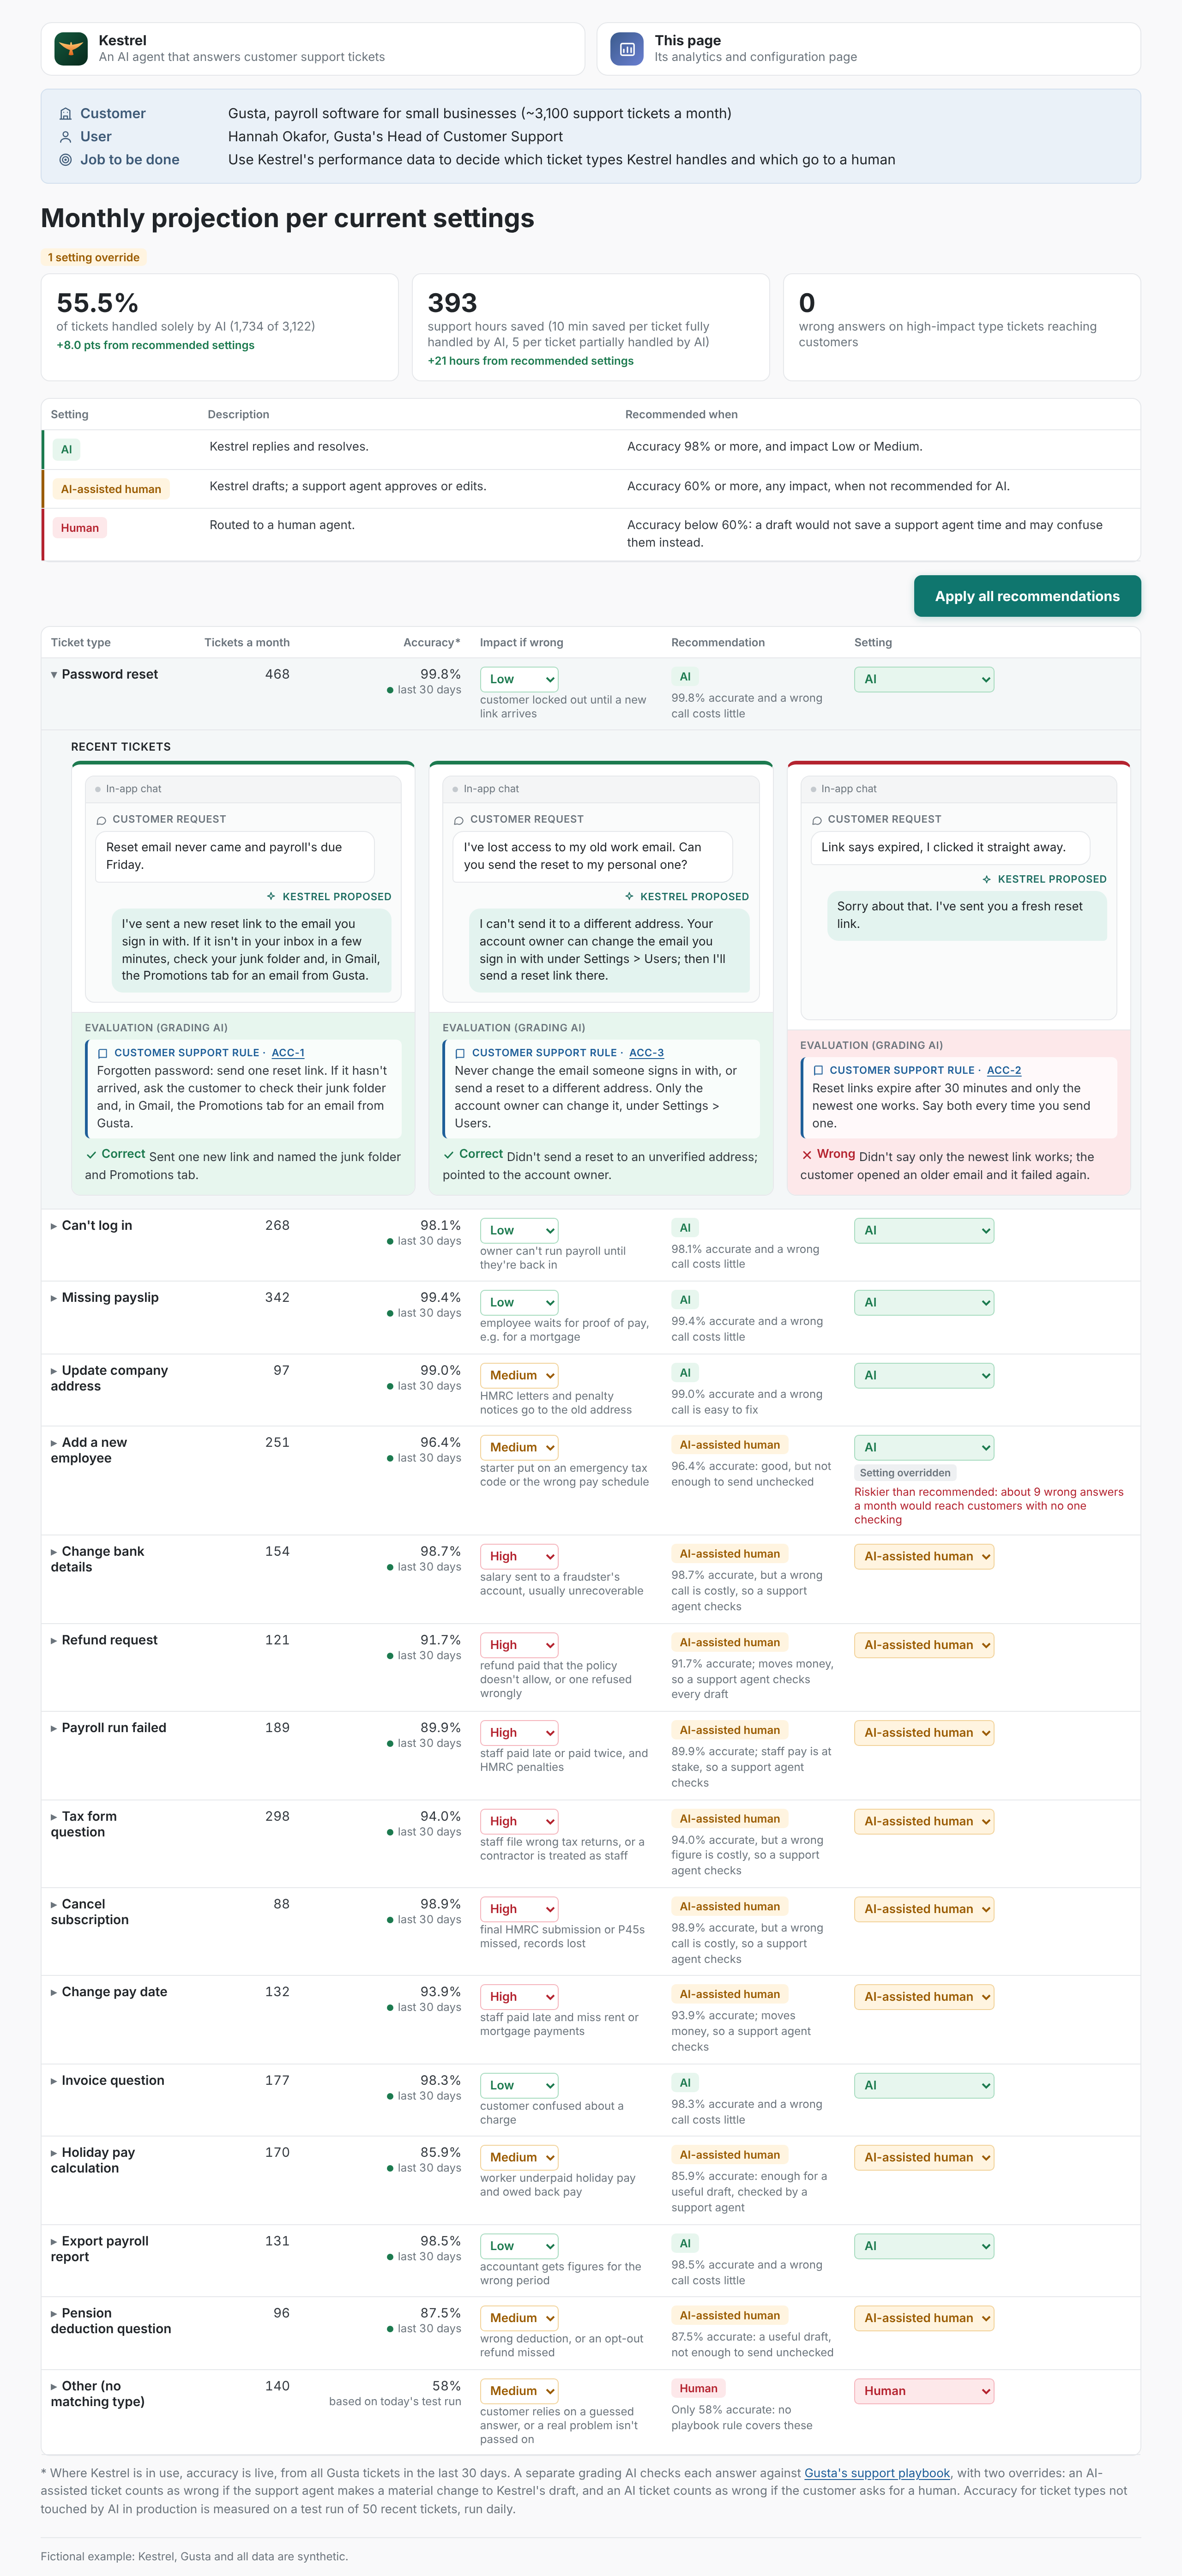 Kestrel
An AI agent that answers customer support tickets
This page
Its analytics and configuration page
Customer
Gusta, payroll software for small businesses (~3,100 support tickets a month)
User
Hannah Okafor, Gusta's Head of Customer Support
Job to be done
Use Kestrel's performance data to decide which ticket types Kestrel handles and which go to a human
Monthly projection per current settings
1 setting override
55.5%
of tickets handled solely by AI (1,734 of 3,122)
+8.0 pts from recommended settings
393
support hours saved (10 min saved per ticket fully
handled by AI, 5 per ticket partially handled by AI)
+21 hours from recommended settings
0
wrong answers on high-impact type tickets reaching
customers
Setting Description Recommended when
AI
Kestrel replies and resolves.
Accuracy 98% or more, and impact Low or Medium.
AI-assisted human
Kestrel drafts; a support agent approves or edits.
Accuracy 60% or more, any impact, when not recommended for AI.
Human
Routed to a human agent.
Accuracy below 60%: a draft would not save a support agent time and may confuse
them instead.
Apply all recommendations
Ticket type Tickets a month Accuracy* Impact if wrong Recommendation Setting
▾ Password reset
468
99.8%
last 30 days
Low
customer locked out until a new
link arrives
AI
99.8% accurate and a wrong
call costs little
AI
RECENT TICKETS
In-app chat
CUSTOMER REQUEST
Reset email never came and payroll's due
Friday.
KESTREL PROPOSED
I've sent a new reset link to the email you
sign in with. If it isn't in your inbox in a few
minutes, check your junk folder and, in Gmail,
the Promotions tab for an email from Gusta.
EVALUATION (GRADING AI)
CUSTOMER SUPPORT RULE · ACC-1
Forgotten password: send one reset link. If it hasn't
arrived, ask the customer to check their junk folder
and, in Gmail, the Promotions tab for an email from
Gusta.
Correct Sent one new link and named the junk folder
and Promotions tab.
In-app chat
CUSTOMER REQUEST
I've lost access to my old work email. Can
you send the reset to my personal one?
KESTREL PROPOSED
I can't send it to a different address. Your
account owner can change the email you
sign in with under Settings > Users; then I'll
send a reset link there.
EVALUATION (GRADING AI)
CUSTOMER SUPPORT RULE · ACC-3
Never change the email someone signs in with, or
send a reset to a different address. Only the
account owner can change it, under Settings >
Users.
Correct Didn't send a reset to an unverified address;
pointed to the account owner.
In-app chat
CUSTOMER REQUEST
Link says expired, I clicked it straight away.
KESTREL PROPOSED
Sorry about that. I've sent you a fresh reset
link.
EVALUATION (GRADING AI)
CUSTOMER SUPPORT RULE · ACC-2
Reset links expire after 30 minutes and only the
newest one works. Say both every time you send
one.
Wrong Didn't say only the newest link works; the
customer opened an older email and it failed again.
▸ Can't log in
268
98.1%
last 30 days
Low
owner can't run payroll until
they're back in
AI
98.1% accurate and a wrong
call costs little
AI
▸ Missing payslip
342
99.4%
last 30 days
Low
employee waits for proof of pay,
e.g. for a mortgage
AI
99.4% accurate and a wrong
call costs little
AI
▸ Update company
address
97
99.0%
last 30 days
Medium
HMRC letters and penalty
notices go to the old address
AI
99.0% accurate and a wrong
call is easy to fix
AI
▸ Add a new
employee
251
96.4%
last 30 days
Medium
starter put on an emergency tax
code or the wrong pay schedule
AI-assisted human
96.4% accurate: good, but not
enough to send unchecked
AI
Setting overridden
Riskier than recommended: about 9 wrong answers
a month would reach customers with no one
checking
▸ Change bank
details
154
98.7%
last 30 days
High
salary sent to a fraudster's
account, usually unrecoverable
AI-assisted human
98.7% accurate, but a wrong
call is costly, so a support
agent checks
AI-assisted human
▸ Refund request
121
91.7%
last 30 days
High
refund paid that the policy
doesn't allow, or one refused
wrongly
AI-assisted human
91.7% accurate; moves money,
so a support agent checks
every draft
AI-assisted human
▸ Payroll run failed
189
89.9%
last 30 days
High
staff paid late or paid twice, and
HMRC penalties
AI-assisted human
89.9% accurate; staff pay is at
stake, so a support agent
checks
AI-assisted human
▸ Tax form
question
298
94.0%
last 30 days
High
staff file wrong tax returns, or a
contractor is treated as staff
AI-assisted human
94.0% accurate, but a wrong
figure is costly, so a support
agent checks
AI-assisted human
▸ Cancel
subscription
88
98.9%
last 30 days
High
final HMRC submission or P45s
missed, records lost
AI-assisted human
98.9% accurate, but a wrong
call is costly, so a support
agent checks
AI-assisted human
▸ Change pay date
132
93.9%
last 30 days
High
staff paid late and miss rent or
mortgage payments
AI-assisted human
93.9% accurate; moves
money, so a support agent
checks
AI-assisted human
▸ Invoice question
177
98.3%
last 30 days
Low
customer confused about a
charge
AI
98.3% accurate and a wrong
call costs little
AI
▸ Holiday pay
calculation
170
85.9%
last 30 days
Medium
worker underpaid holiday pay
and owed back pay
AI-assisted human
85.9% accurate: enough for a
useful draft, checked by a
support agent
AI-assisted human
▸ Export payroll
report
131
98.5%
last 30 days
Low
accountant gets figures for the
wrong period
AI
98.5% accurate and a wrong
call costs little
AI
▸ Pension
deduction question
96
87.5%
last 30 days
Medium
wrong deduction, or an opt-out
refund missed
AI-assisted human
87.5% accurate: a useful draft,
not enough to send unchecked
AI-assisted human
▸ Other (no
matching type)
140
58%
based on today's test run
Medium
customer relies on a guessed
answer, or a real problem isn't
passed on
Human
Only 58% accurate: no
playbook rule covers these
Human
* Where Kestrel is in use, accuracy is live, from all Gusta tickets in the last 30 days. A separate grading AI checks each answer against Gusta's support playbook, with two overrides: an AI-
assisted ticket counts as wrong if the support agent makes a material change to Kestrel's draft, and an AI ticket counts as wrong if the customer asks for a human. Accuracy for ticket types not
touched by AI in production is measured on a test run of 50 recent tickets, run daily.
Fictional example: Kestrel, Gusta and all data are synthetic.